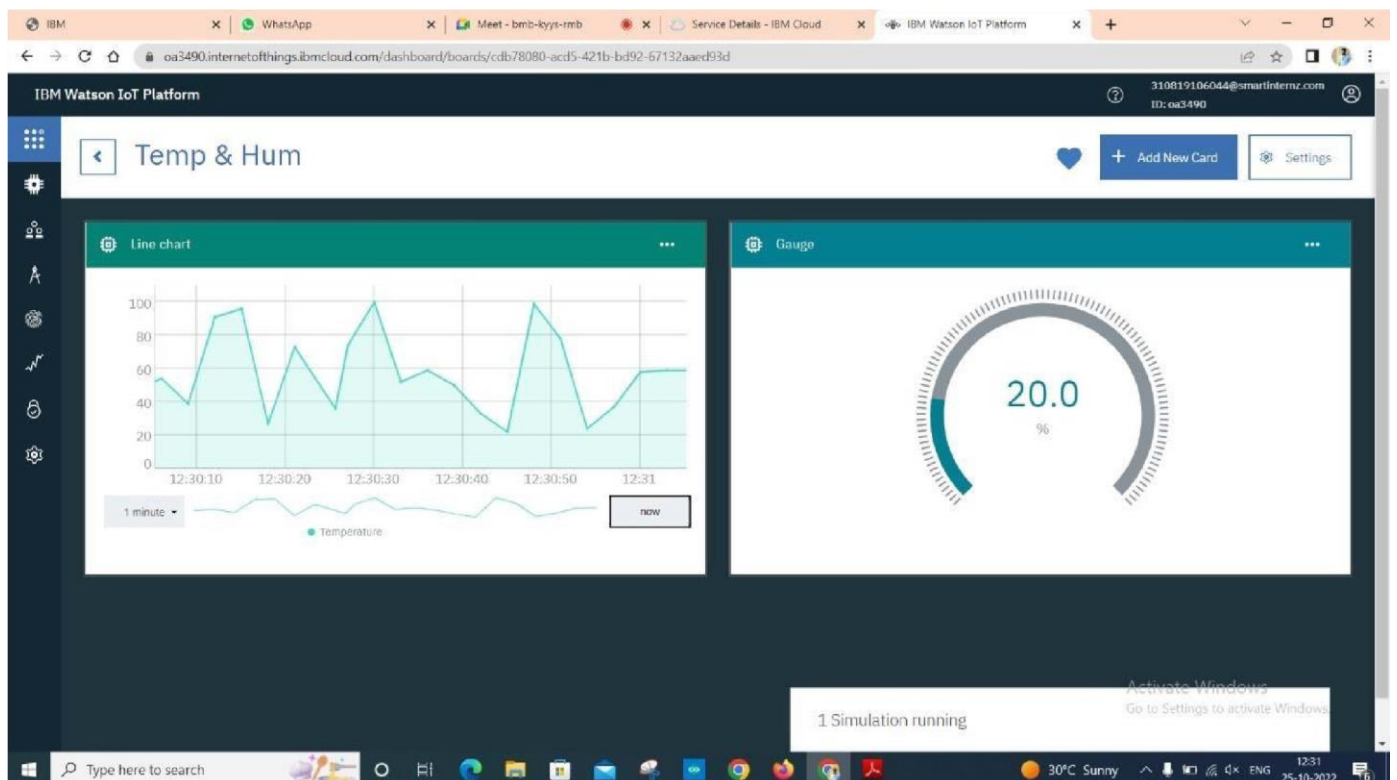 IBM
WhatsApp
Meet - bmb-kyys-rmb
Service Details - IBM Cloud
IBM Watson IoT Platform
oa3490.internetofthings.ibmcloud.com/dashboard/boards/cdb78080-acd5-421b-bd92-67132aaed93d
IBM Watson IoT Platform
310819106044@smartinternz.com
ID: oa3490
Temp & Hum
+ Add New Card
Settings
Line chart
100
80
60
40
20
0
12:30:10 12:30:20 12:30:30 12:30:40 12:30:50 12:31
1 minute
now
Temperature
Gauge
20.0
%
1 Simulation running
Activate Windows
Go to Settings to activate Windows.
Type here to search
30°C Sunny
ENG
12:31
25-10-2022